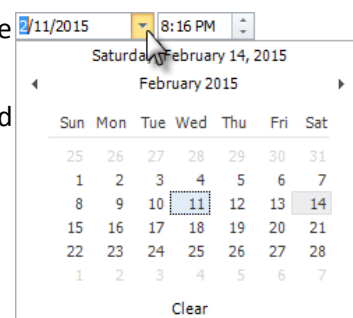 e 2/11/2015 8:16 PM
Saturday, February 14, 2015
February 2015
d Sun Mon Tue Wed Thu Fri Sat
25 26 27 28 29 30 31
1 2 3 4 5 6 7
8 9 10 11 12 13 14
15 16 17 18 19 20 21
22 23 24 25 26 27 28
1 2 3 4 5 6 7
Clear